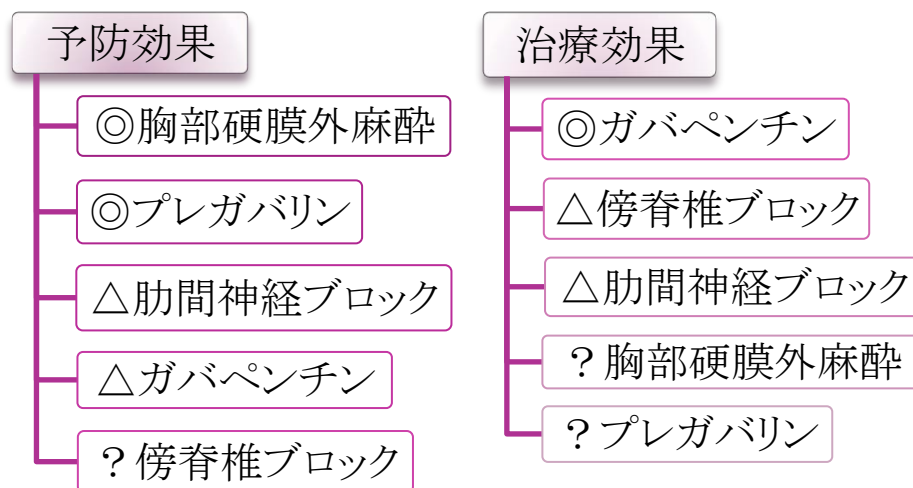 予防効果
◎胸部硬膜外麻酔
◎プレガバリン
△肋間神経ブロック
△ガバペンチン
？傍脊椎ブロック
治療効果
◎ガバペンチン
△傍脊椎ブロック
△肋間神経ブロック
？胸部硬膜外麻酔
？プレガバリン